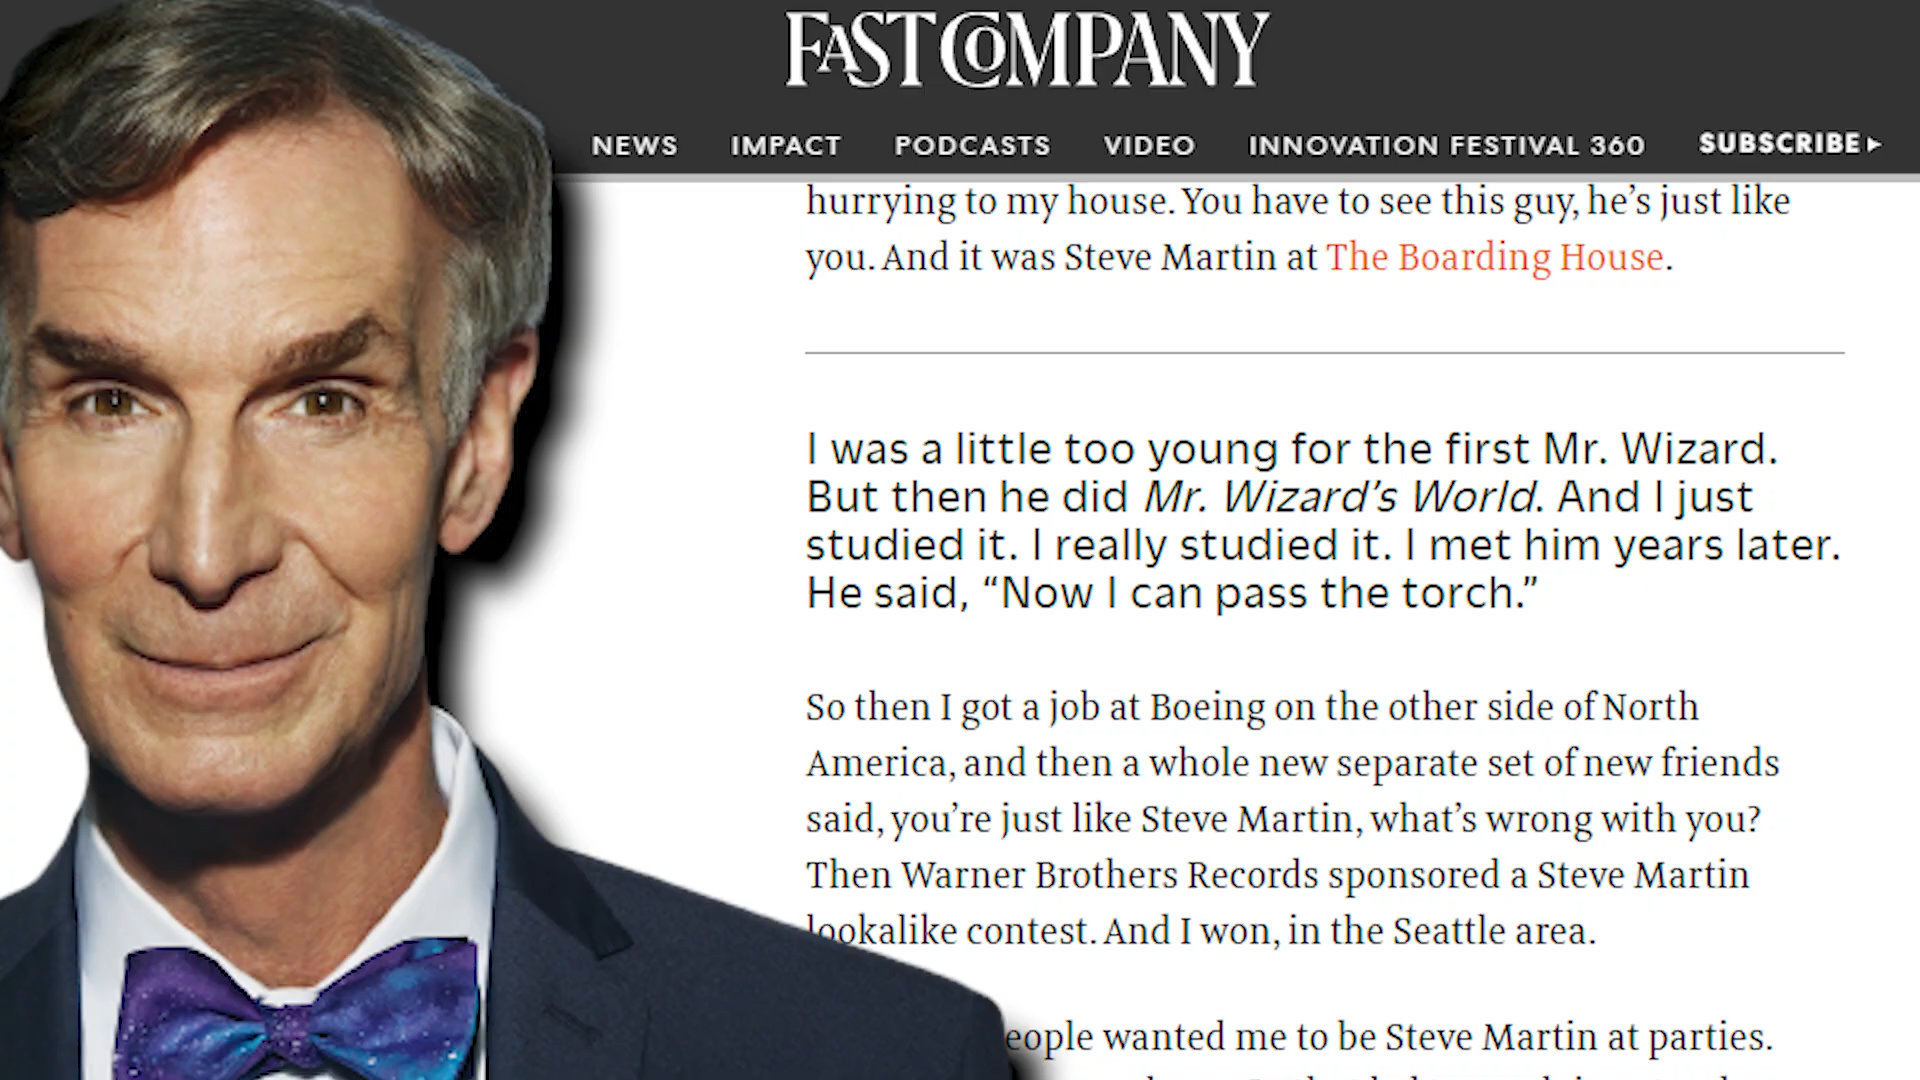 FAST COMPANY
NEWS IMPACT PODCASTS VIDEO INNOVATION FESTIVAL 360 SUBSCRIBE
hurrying to my house. You have to see this guy, he’s just like
you. And it was Steve Martin at The Boarding House.
I was a little too young for the first Mr. Wizard.
But then he did Mr. Wizard’s World. And I just
studied it. I really studied it. I met him years later.
He said, “Now I can pass the torch.”
So then I got a job at Boeing on the other side of North
America, and then a whole new separate set of new friends
said, you’re just like Steve Martin, what’s wrong with you?
Then Warner Brothers Records sponsored a Steve Martin
lookalike contest. And I won, in the Seattle area.
eople wanted me to be Steve Martin at parties.